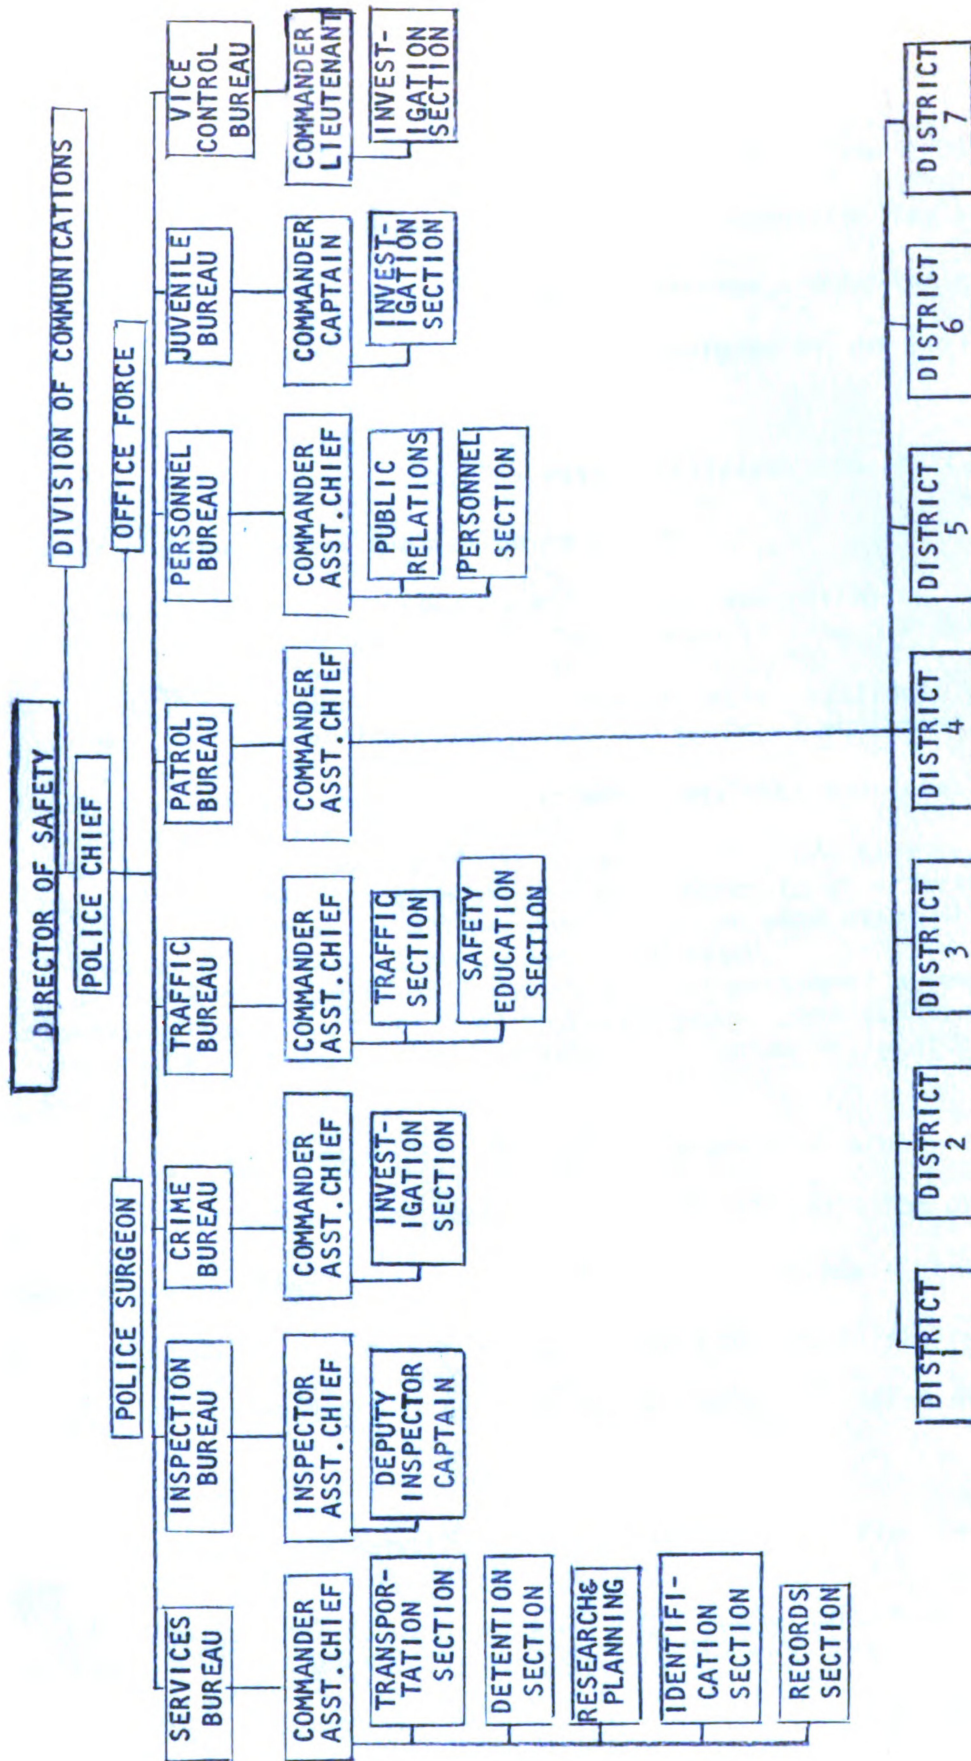 DIRECTOR OF SAFETY
DIVISION OF COMMUNICATIONS
POLICE CHIEF
POLICE SURGEON
OFFICE FORCE
SERVICES
BUREAU
INSPECTION
BUREAU
CRIME
BUREAU
TRAFFIC
BUREAU
PATROL
BUREAU
PERSONNEL
BUREAU
JUVENILE
BUREAU
VICE
CONTROL
BUREAU
COMMANDER
ASST.CHIEF
INSPECTOR
ASST.CHIEF
COMMANDER
ASST.CHIEF
COMMANDER
ASST.CHIEF
COMMANDER
ASST.CHIEF
COMMANDER
ASST.CHIEF
COMMANDER
CAPTAIN
COMMANDER
LIEUTENANT
TRANSPOR-
TATION
SECTION
DETENTION
SECTION
RESEARCH&
PLANNING
IDENTIFI-
CATION
SECTION
RECORDS
SECTION
DEPUTY
INSPECTOR
CAPTAIN
INVEST-
IGATION
SECTION
TRAFFIC
SECTION
SAFETY
EDUCATION
SECTION
PUBLIC
RELATIONS
PERSONNEL
SECTION
INVEST-
IGATION
SECTION
INVEST-
IGATION
SECTION
DISTRICT
1
DISTRICT
2
DISTRICT
3
DISTRICT
4
DISTRICT
5
DISTRICT
6
DISTRICT
7